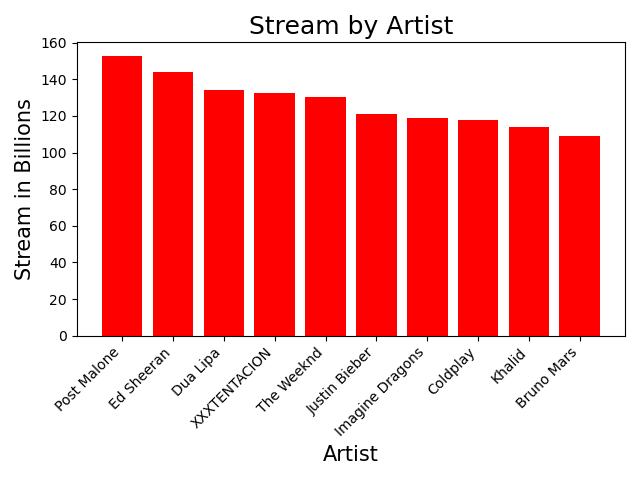 Stream by Artist
Stream in Billions
160
140
120
100
80
60
40
20
0
Post Malone
Ed Sheeran
Dua Lipa
XXXTENTACION
The Weeknd
Justin Bieber
Imagine Dragons
Coldplay
Khalid
Bruno Mars
Artist